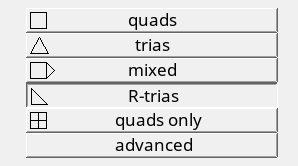 quads
trias
mixed
R-trias
quads only
advanced